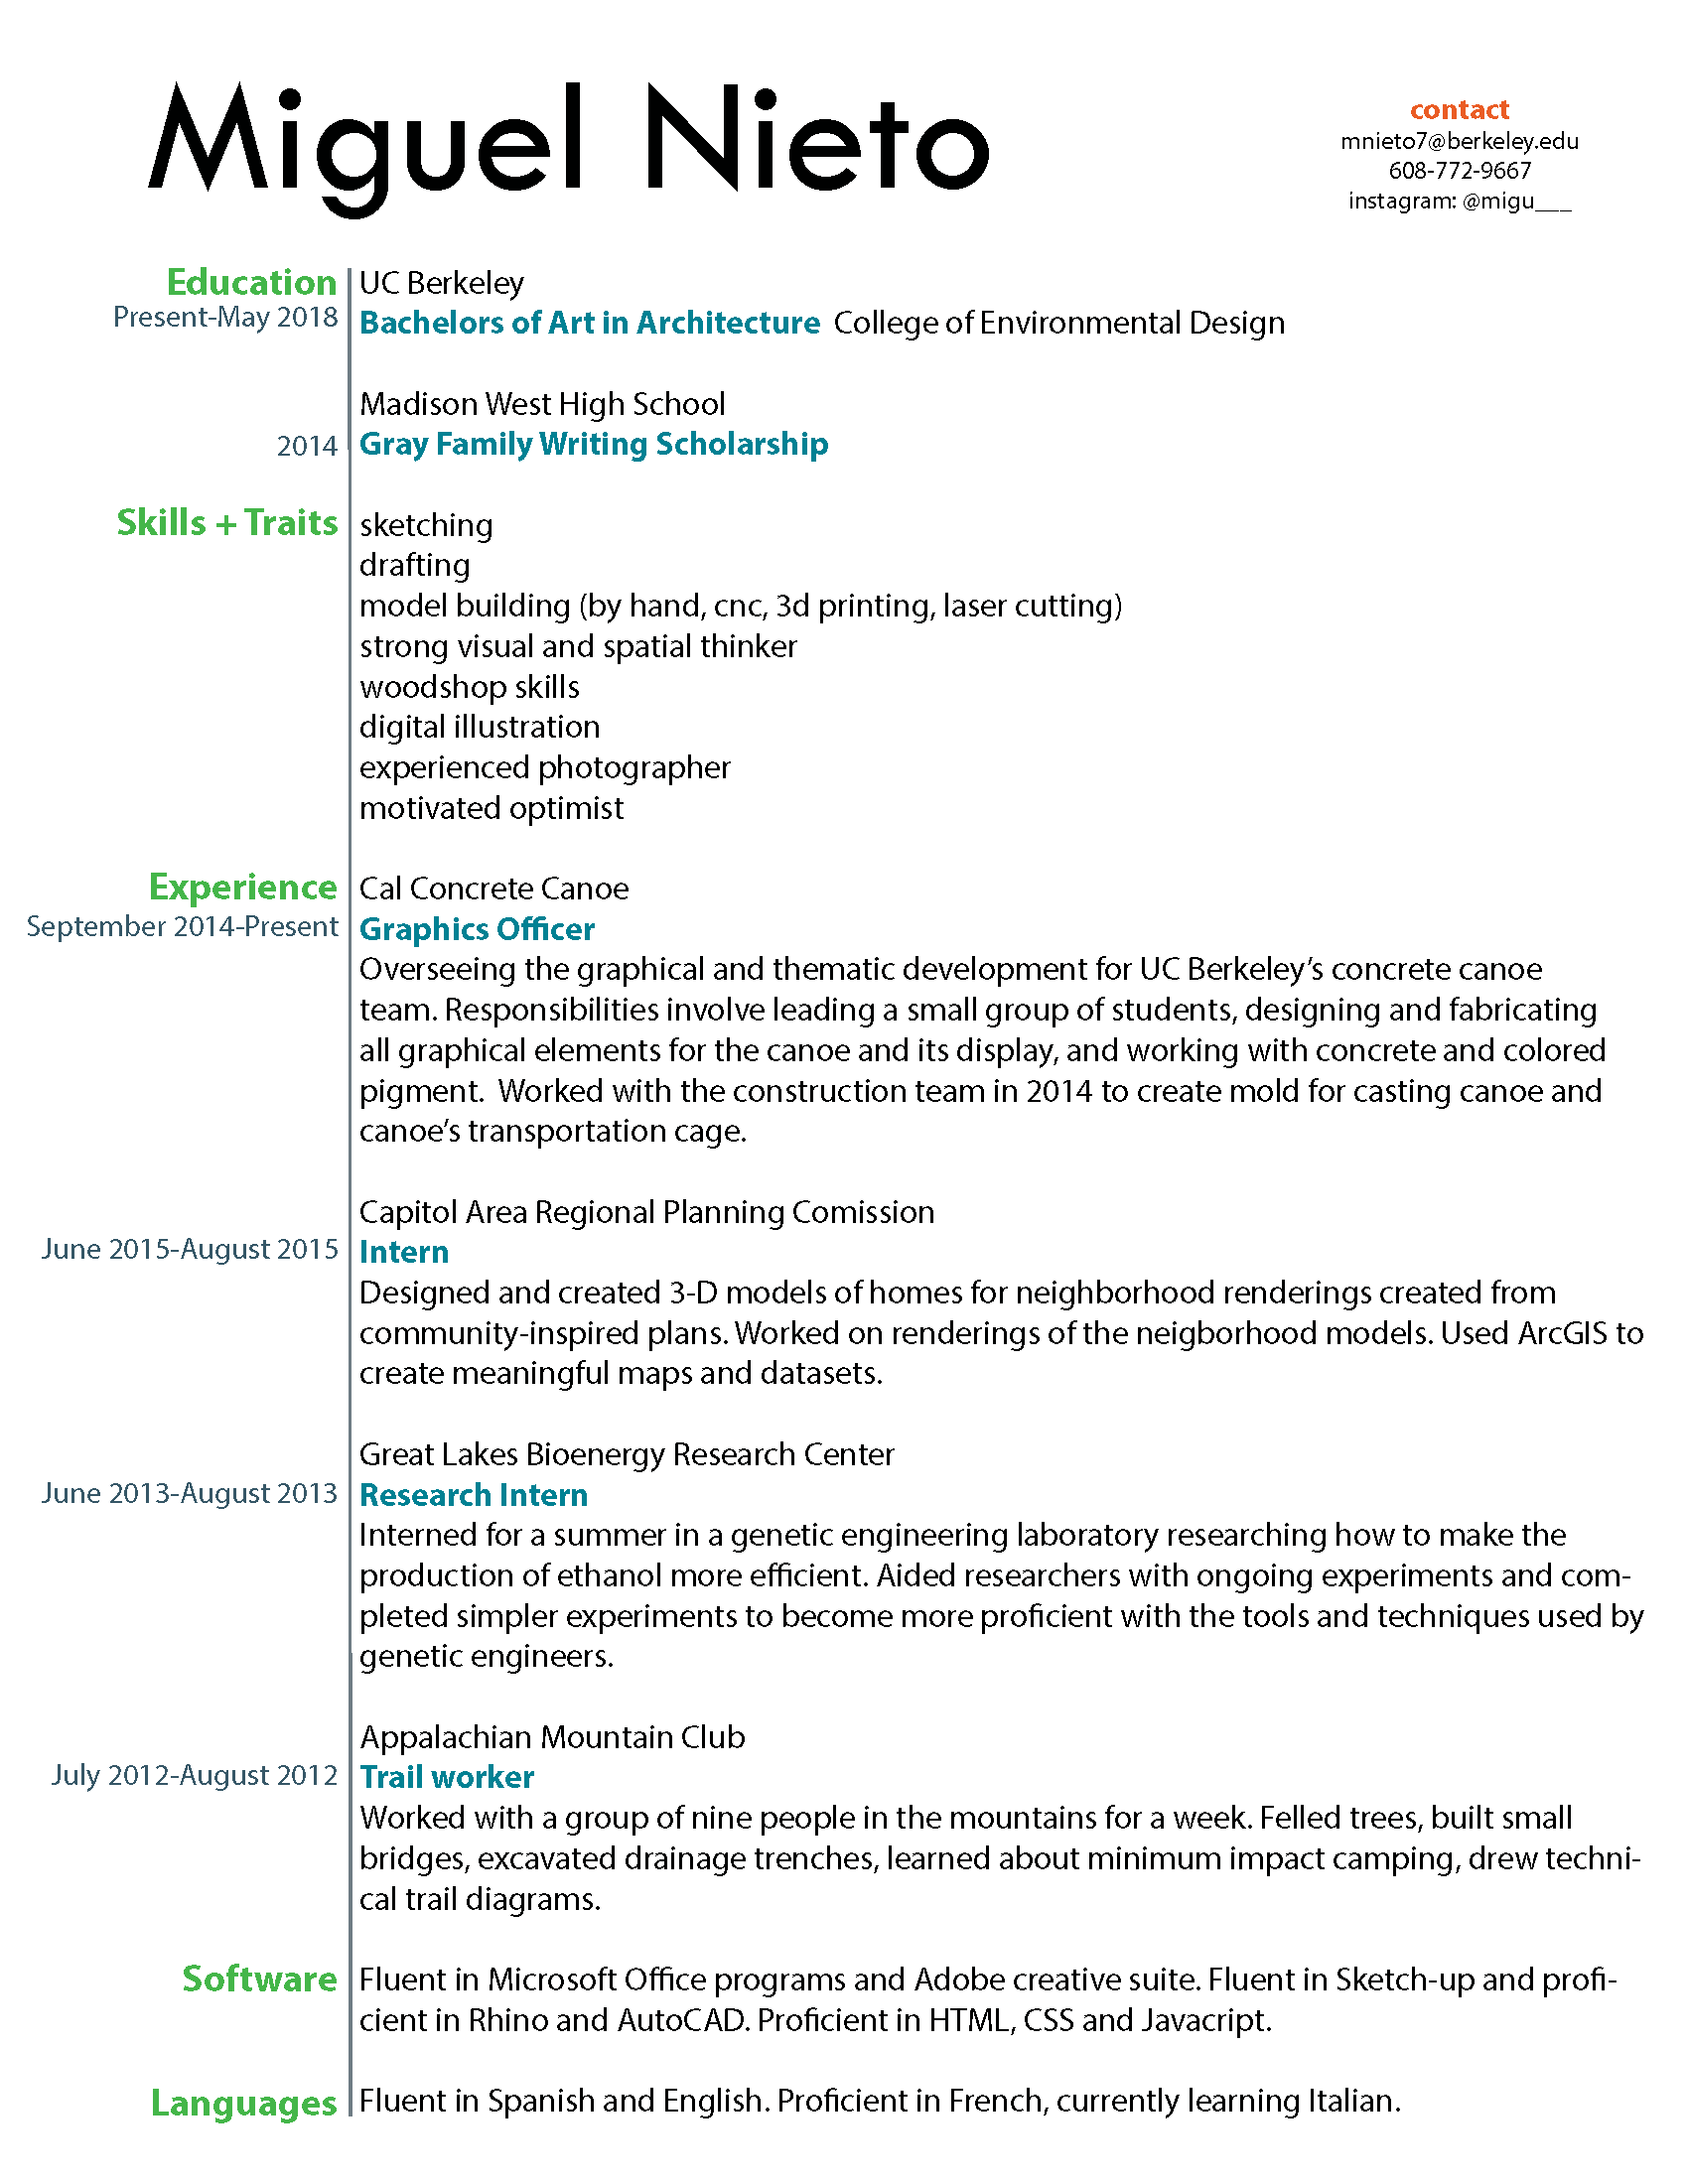 Miguel Nieto
contact
mnieto7@berkeley.edu
608-772-9667
instagram: @migu___
Education
UC Berkeley
Present-May 2018
Bachelors of Art in Architecture  College of Environmental Design
Madison West High School
2014
Gray Family Writing Scholarship
Skills + Traits
sketching
drafting
model building (by hand, cnc, 3d printing, laser cutting)
strong visual and spatial thinker
woodshop skills
digital illustration
experienced photographer
motivated optimist
Experience
Cal Concrete Canoe
September 2014-Present
Graphics Officer
Overseeing the graphical and thematic development for UC Berkeley's concrete canoe
team. Responsibilities involve leading a small group of students, designing and fabricating
all graphical elements for the canoe and its display, and working with concrete and colored
pigment.  Worked with the construction team in 2014 to create mold for casting canoe and
canoe's transportation cage.
Capitol Area Regional Planning Comission
June 2015-August 2015
Intern
Designed and created 3-D models of homes for neighborhood renderings created from
community-inspired plans. Worked on renderings of the neigborhood models. Used ArcGIS to
create meaningful maps and datasets.
Great Lakes Bioenergy Research Center
June 2013-August 2013
Research Intern
Interned for a summer in a genetic engineering laboratory researching how to make the
production of ethanol more efficient. Aided researchers with ongoing experiments and com-
pleted simpler experiments to become more proficient with the tools and techniques used by
genetic engineers.
Appalachian Mountain Club
July 2012-August 2012
Trail worker
Worked with a group of nine people in the mountains for a week. Felled trees, built small
bridges, excavated drainage trenches, learned about minimum impact camping, drew techni-
cal trail diagrams.
Software
Fluent in Microsoft Office programs and Adobe creative suite. Fluent in Sketch-up and profi-
cient in Rhino and AutoCAD. Proficient in HTML, CSS and Javacript.
Languages
Fluent in Spanish and English. Proficient in French, currently learning Italian.